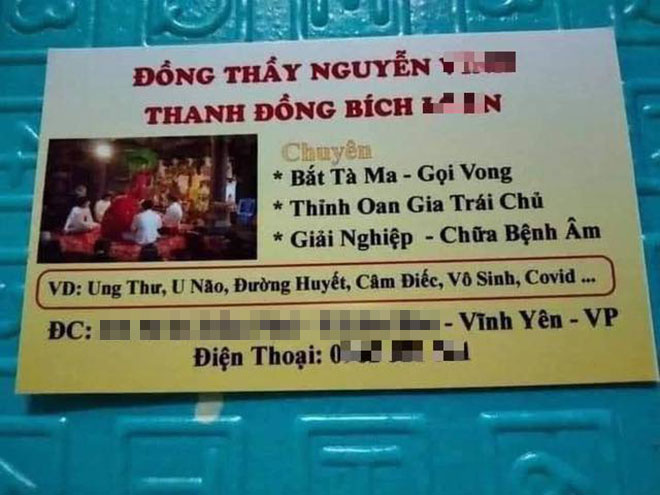 ĐỒNG THẦY NGUYỄN
THANH ĐỒNG BÍCH
Chuyên
* Bắt Tà Ma - Gọi Vong
* Thỉnh Oan Gia Trái Chủ
* Giải Nghiệp - Chữa Bệnh Âm
VD: Ung Thư, U Não, Đường Huyết, Câm Điếc, Vô Sinh, Covid ...
ĐC: - Vĩnh Yên - VP
Điện Thoại: